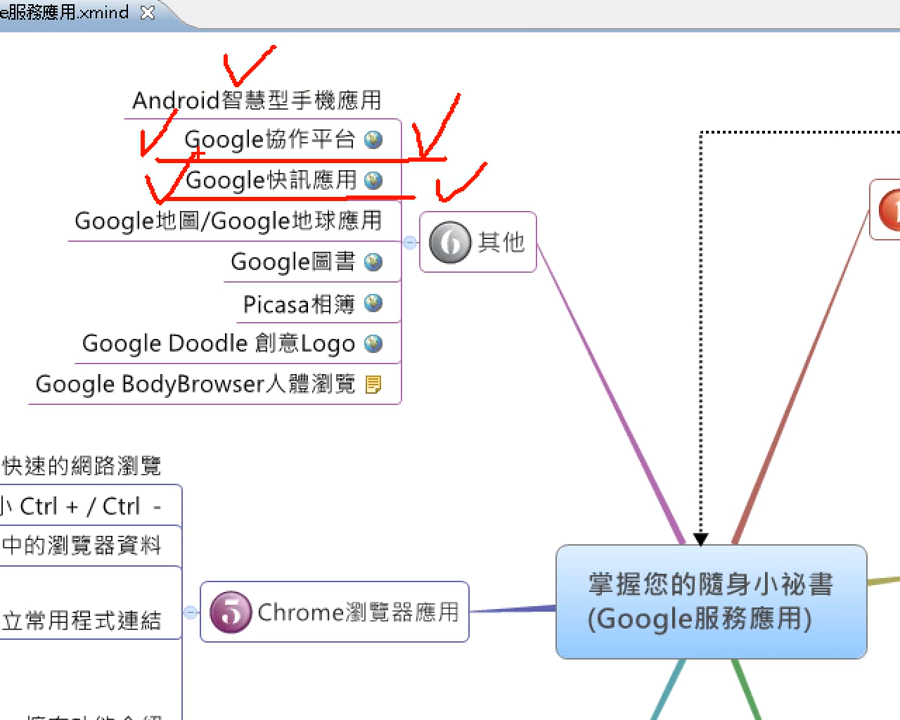 e服務應用.xmind
Android智慧型手機應用
Google協作平台
Google快訊應用
Google地圖/Google地球應用
Google圖書
Picasa相簿
Google Doodle 創意Logo
Google BodyBrowser人體瀏覽
6 其他
1
快速的網路瀏覽
小 Ctrl + / Ctrl -
中的瀏覽器資料
立常用程式連結
5 Chrome瀏覽器應用
掌握您的隨身小祕書
(Google服務應用)